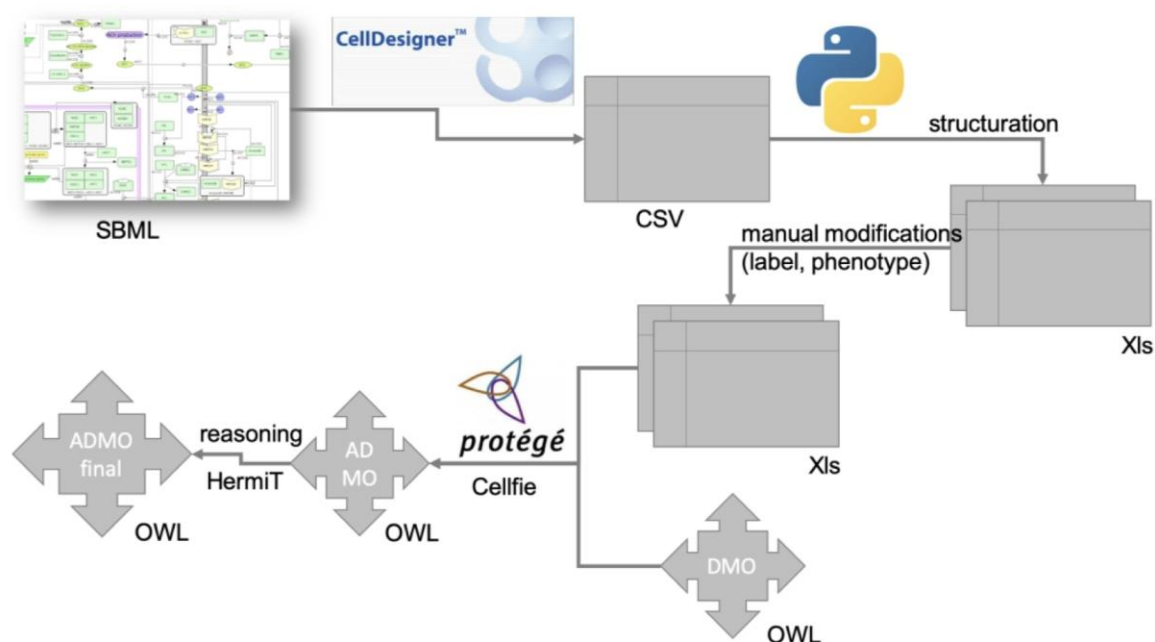 CellDesigner™
structuration
SBML
CSV
manual modifications
(label, phenotype)
Xls
protégé
Xls
Cellfie
reasoning
HermiT
ADMO
final
OWL
AD
MO
OWL
DMO
OWL